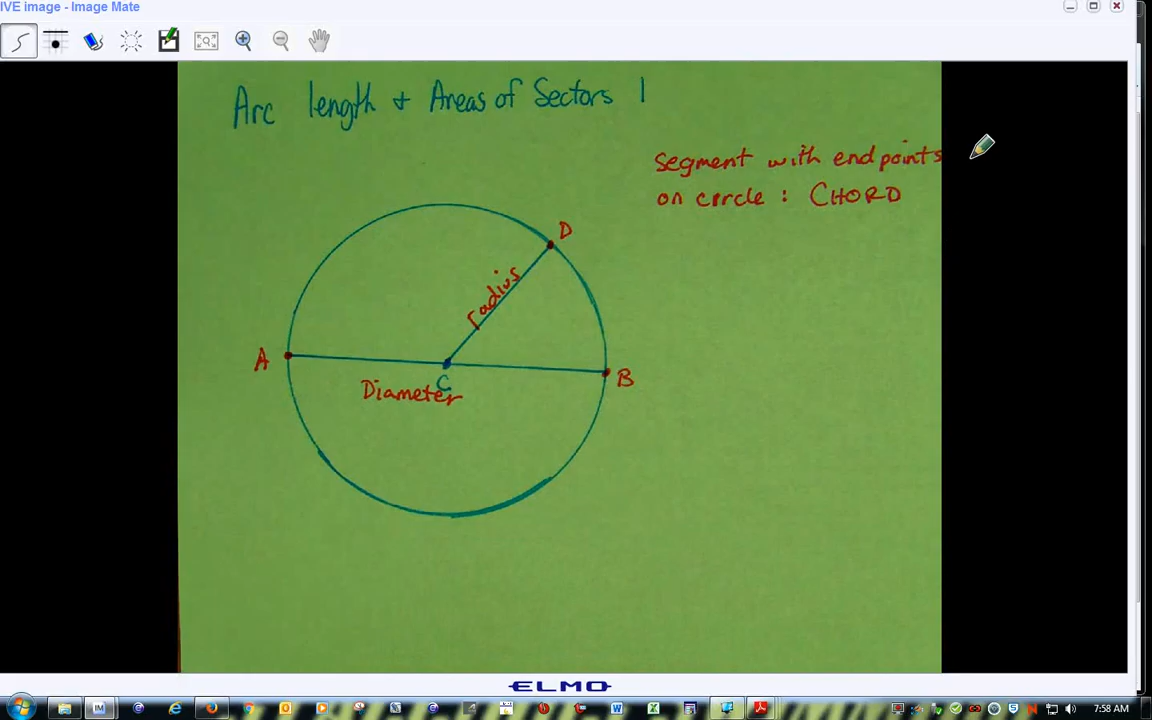 IVE image - Image Mate
Arc length + Areas of Sectors 1
Segment with endpoints
on circle : CHORD
D
radius
A
C
B
Diameter
ELMO
7:58 AM